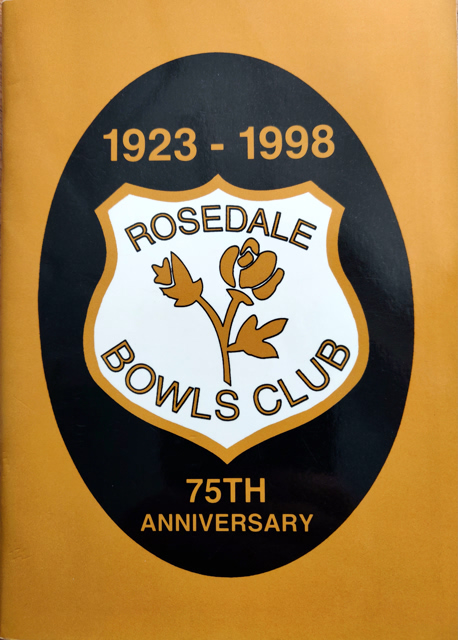 1923 - 1998
ROSEDALE
BOWLS CLUB
75TH
ANNIVERSARY